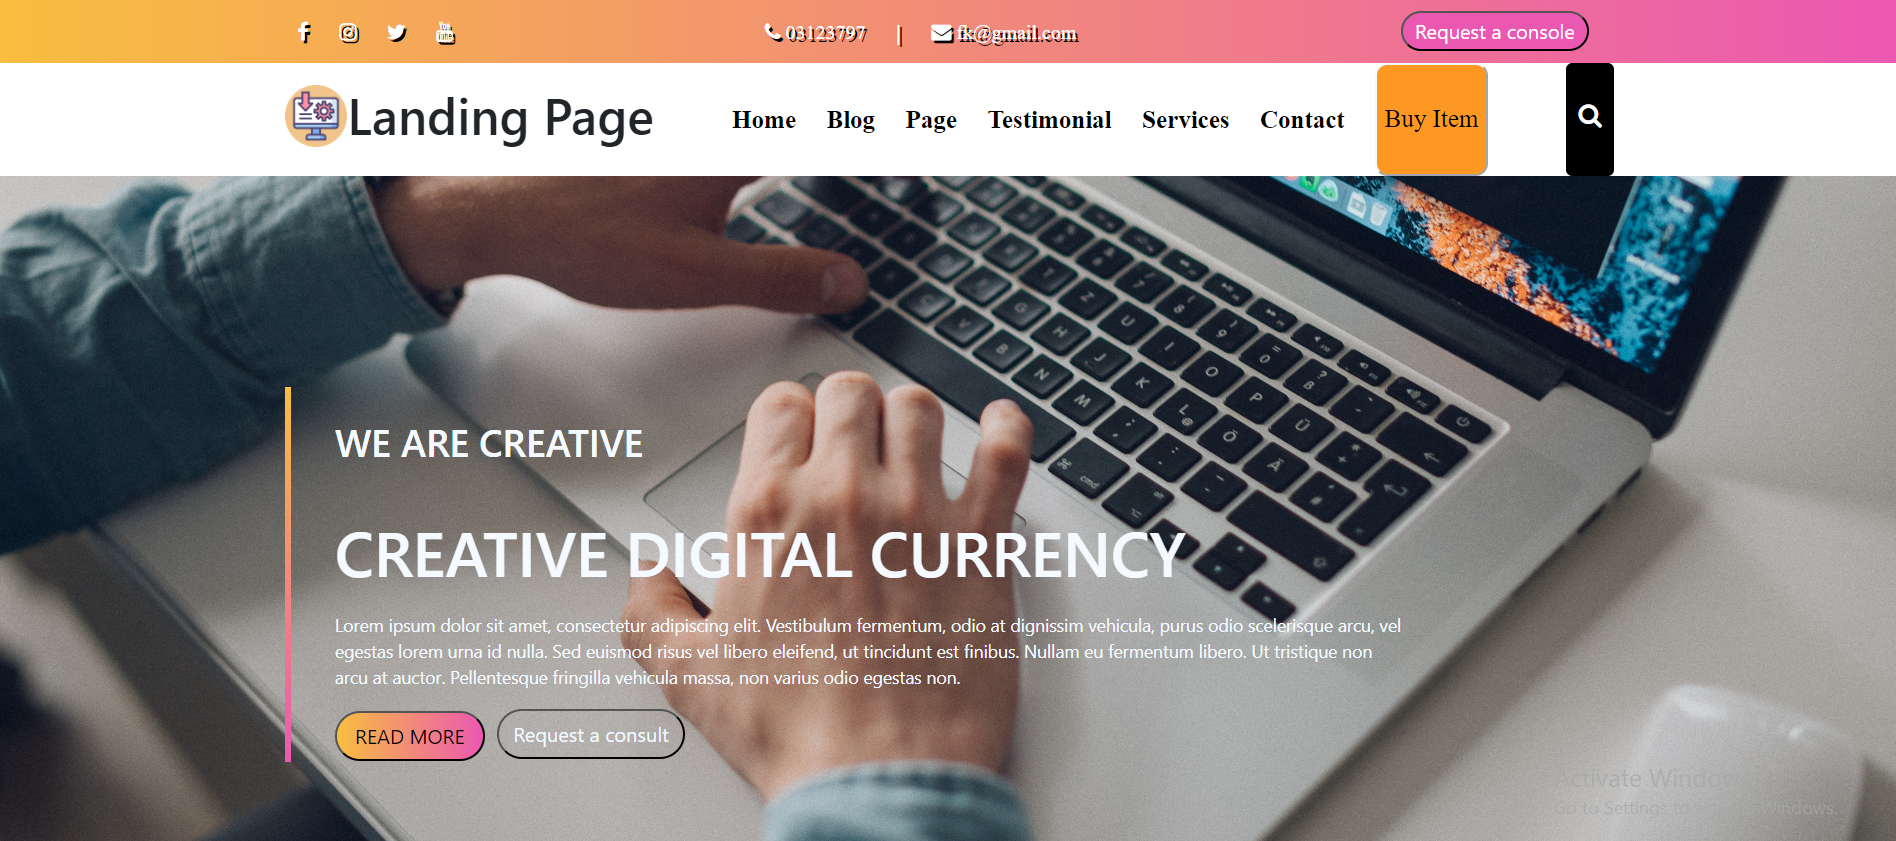 03123797 | fk@gmail.com
Request a console
Landing Page
Home Blog Page Testimonial Services Contact
Buy Item
WE ARE CREATIVE
CREATIVE DIGITAL CURRENCY
Lorem ipsum dolor sit amet, consectetur adipiscing elit. Vestibulum fermentum, odio at dignissim vehicula, purus odio scelerisque arcu, vel
egestas lorem urna id nulla. Sed euismod risus vel libero eleifend, ut tincidunt est finibus. Nullam eu fermentum libero. Ut tristique non
arcu at auctor. Pellentesque fringilla vehicula massa, non varius odio egestas non.
READ MORE Request a consult
Activate Windows
Go to Settings to activate Windows.